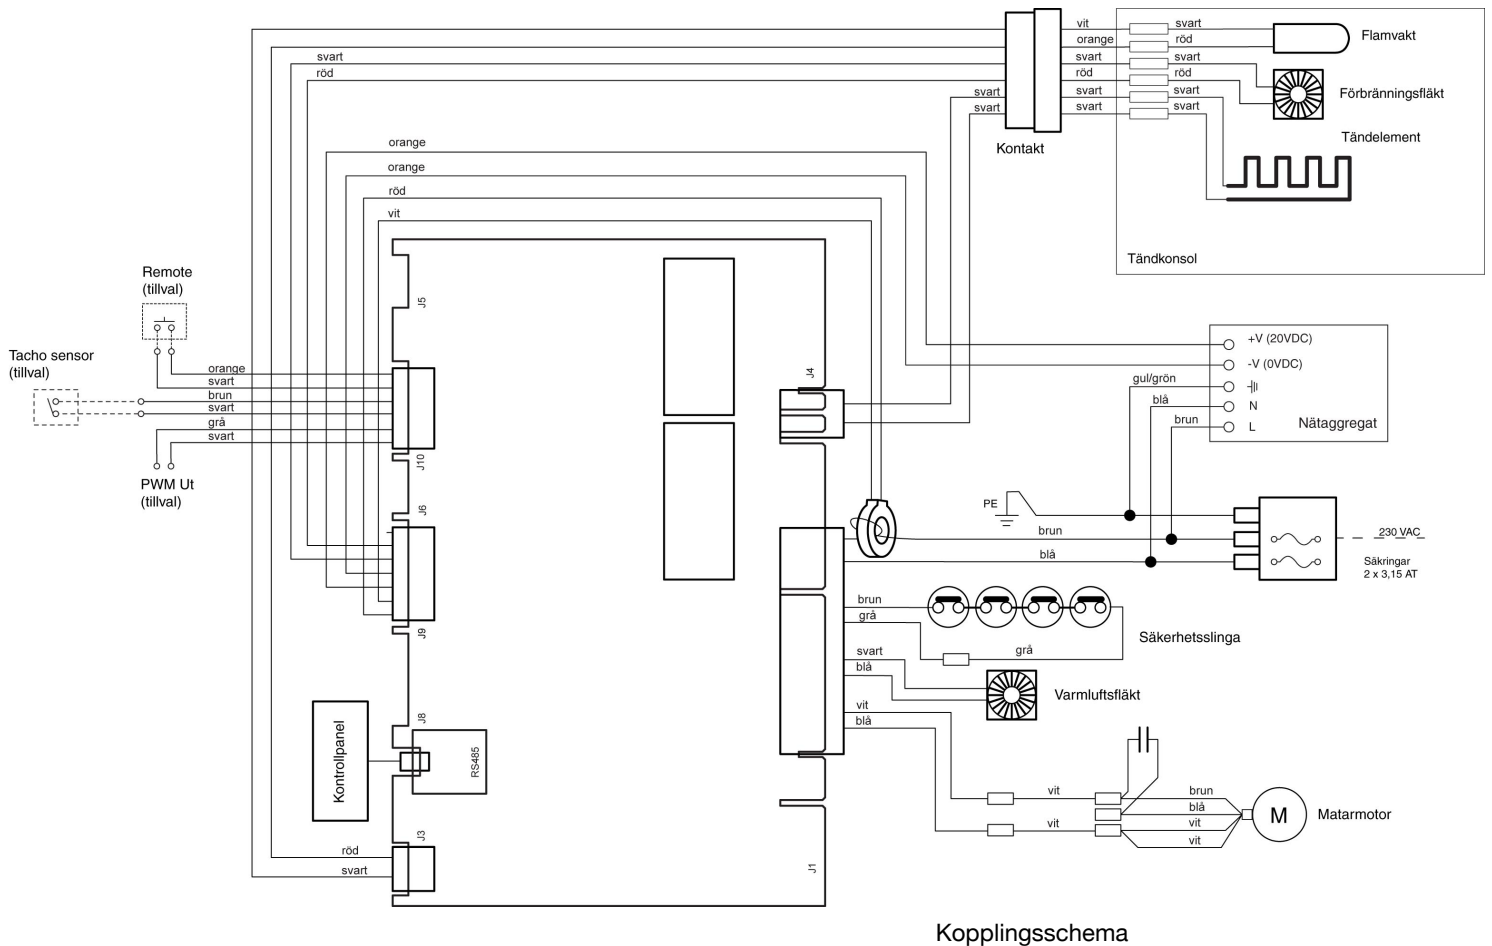 vit svart
orange röd
Flamvakt
svart svart svart
röd röd röd
svart svart svart
svart svart svart
Förbränningsfläkt
Kontakt
Tändelement
Tändkonsol
orange
orange
röd
vit
Remote
(tillval)
Tacho sensor
(tillval)
orange
svart
brun
svart
grå
svart
PWM Ut
(tillval)
J5
J10
J6
J9
J8
J3
J4
J1
+V (20VDC)
-V (0VDC)
N
L
Nätaggregat
gul/grön
blå
brun
PE
brun
blå
230 VAC
Säkringar
2 x 3,15 AT
brun
grå
grå
Säkerhetsslinga
svart
blå
Varmluftsfläkt
vit
blå
vit
vit
brun
blå
vit
vit
M
Matarmotor
Kontrollpanel
RS485
röd
svart
Kopplingsschema